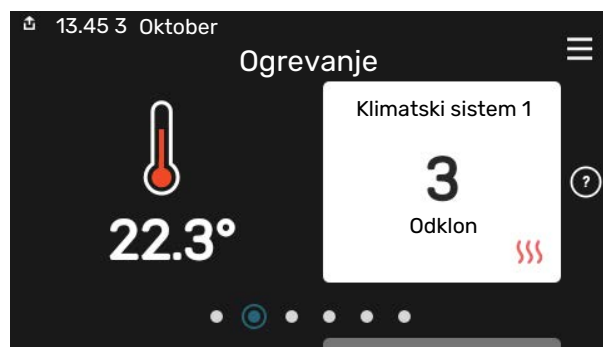 13.45 3 Oktober
Ogrevanje
Klimatski sistem 1
3
Odklon
22.3°
?